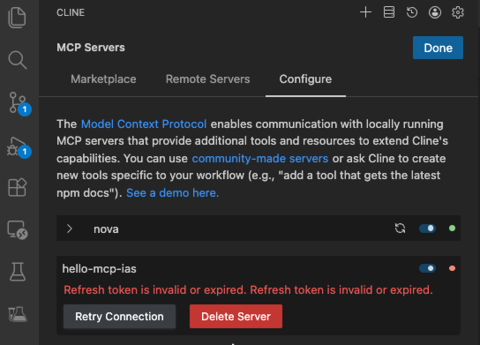 CLINE
MCP Servers
Done
Marketplace
Remote Servers
Configure
The Model Context Protocol enables communication with locally running
MCP servers that provide additional tools and resources to extend Cline's
capabilities. You can use community-made servers or ask Cline to create
new tools specific to your workflow (e.g., "add a tool that gets the latest
npm docs"). See a demo here.
nova
hello-mcp-ias
Refresh token is invalid or expired. Refresh token is invalid or expired.
Retry Connection
Delete Server
1
1